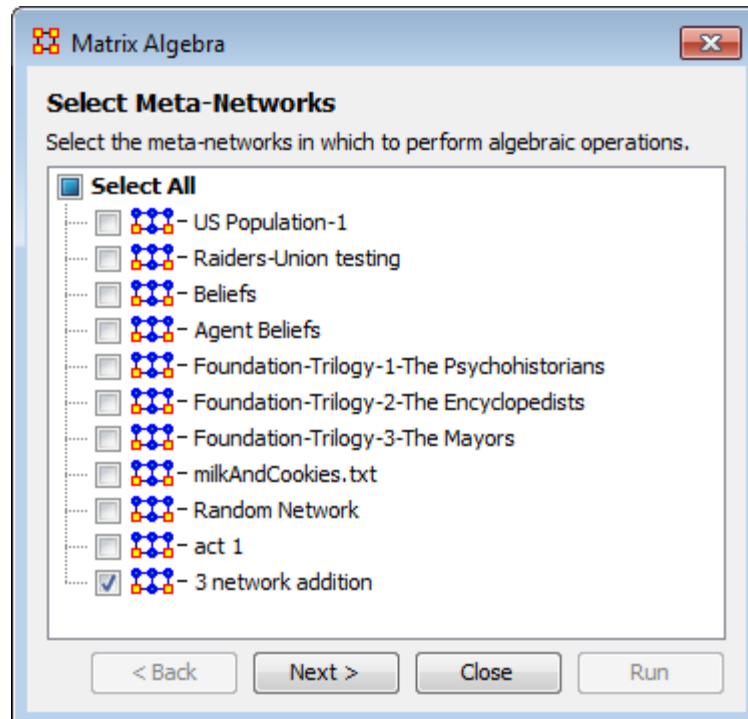 Matrix Algebra
Select Meta-Networks
Select the meta-networks in which to perform algebraic operations.
Select All
US Population-1
Raiders-Union testing
Beliefs
Agent Beliefs
Foundation-Trilogy-1-The Psychohistorians
Foundation-Trilogy-2-The Encyclopedists
Foundation-Trilogy-3-The Mayors
milkAndCookies.txt
Random Network
act 1
3 network addition
< Back Next > Close Run